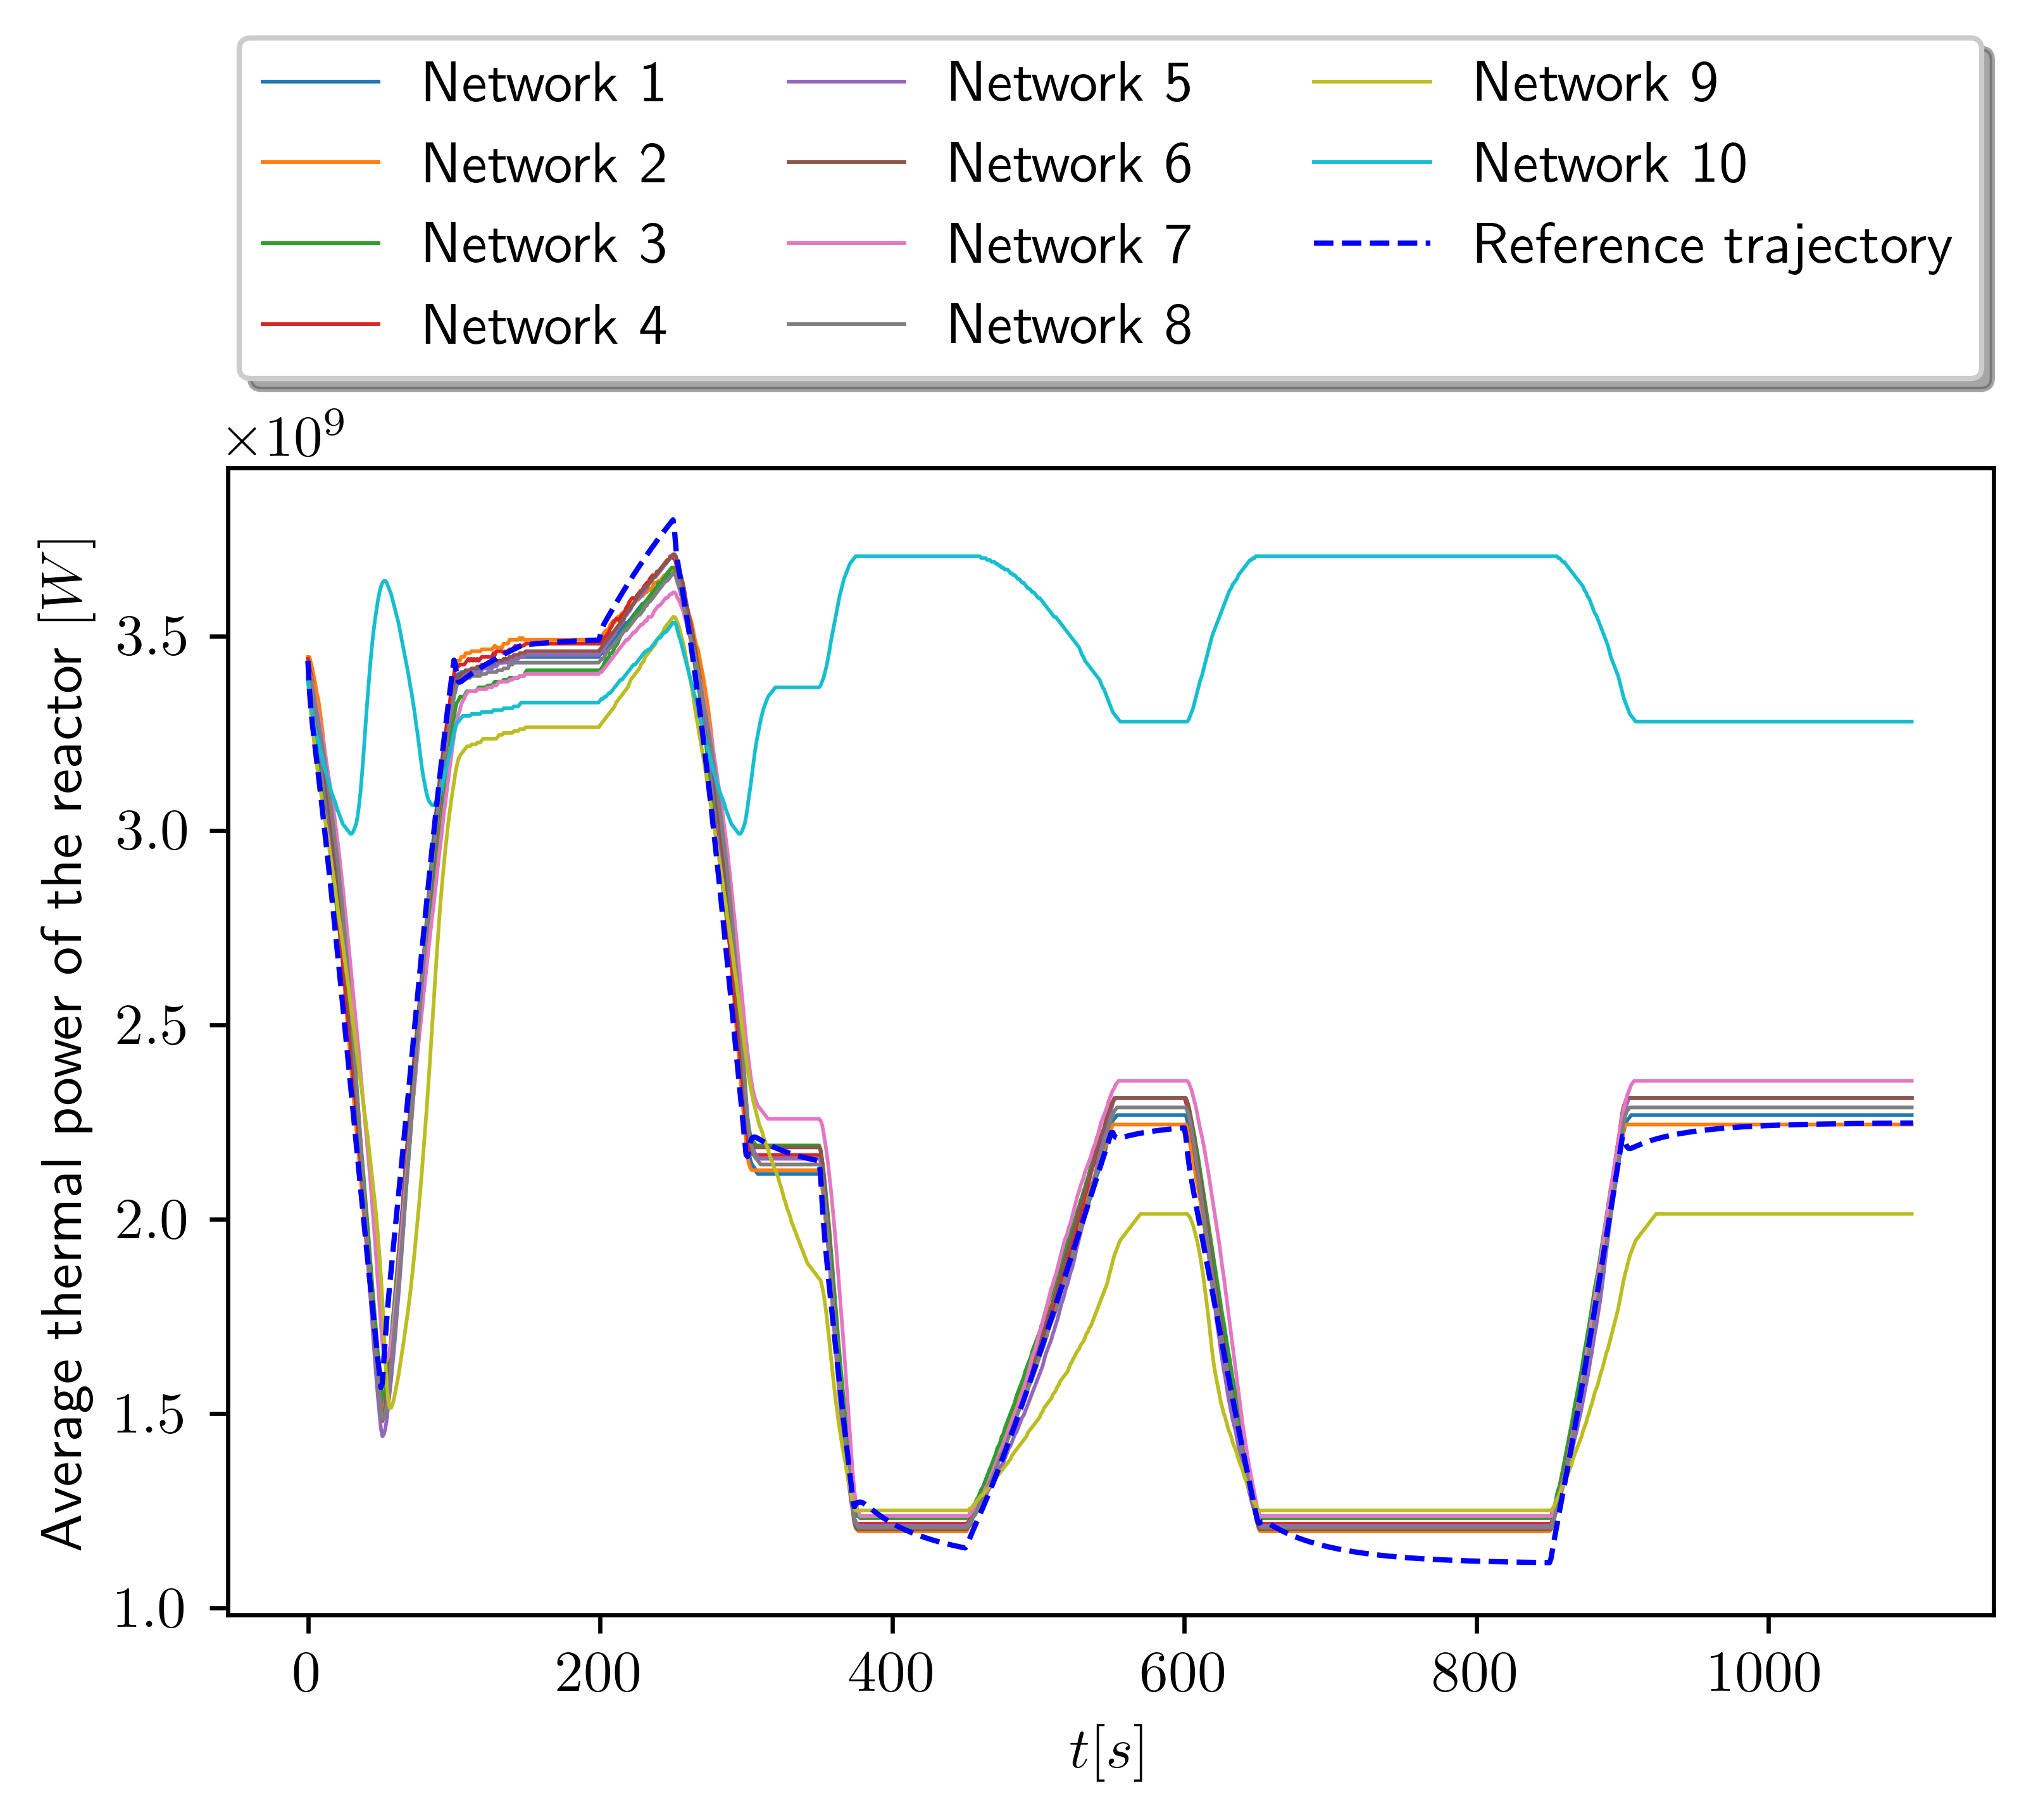 Network 1 Network 5 Network 9
Network 2 Network 6 Network 10
Network 3 Network 7 Reference trajectory
Network 4 Network 8
×10⁹
Average thermal power of the reactor [W]
3.5
3.0
2.5
2.0
1.5
1.0
0 200 400 600 800 1000
t[s]